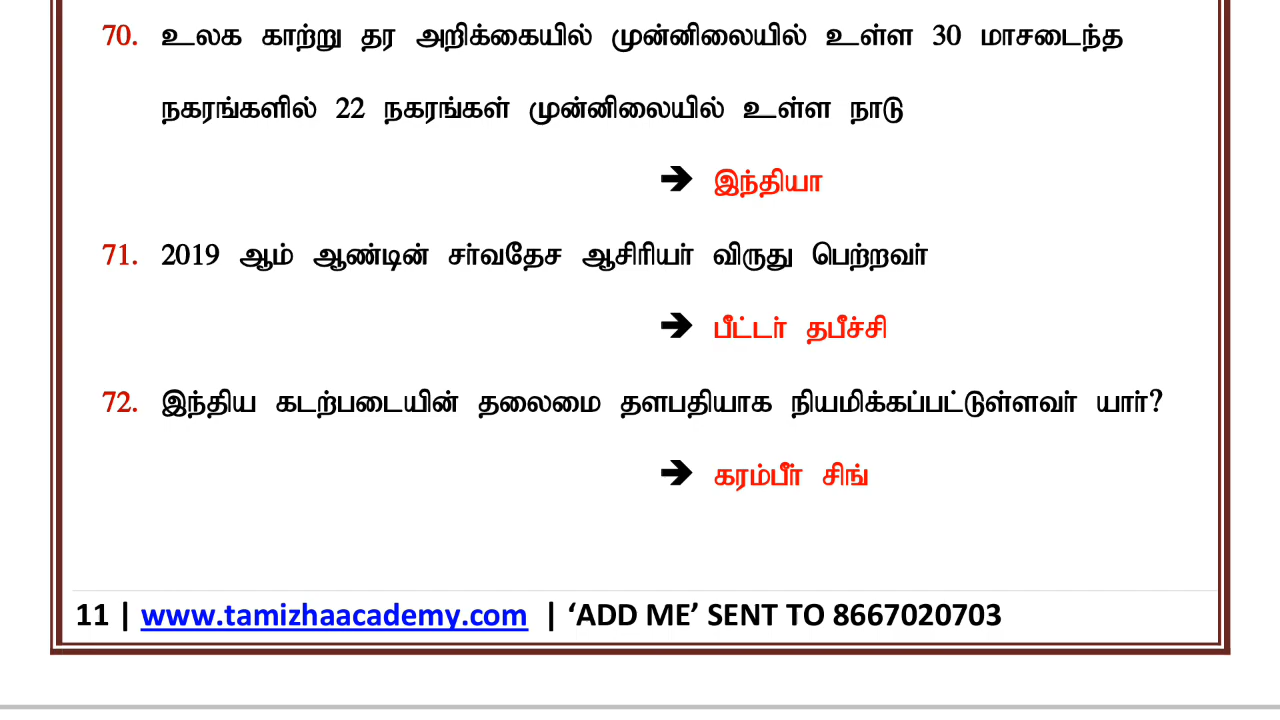 70. உலக காற்று தர அறிக்கையில் முன்னிலையில் உள்ள 30 மாசடைந்த
நகரங்களில் 22 நகரங்கள் முன்னிலையில் உள்ள நாடு
➔ இந்தியா
71. 2019 ஆம் ஆண்டின் சர்வதேச ஆசிரியர் விருது பெற்றவர்
➔ பீட்டர் தபீச்சி
72. இந்திய கடற்படையின் தலைமை தளபதியாக நியமிக்கப்பட்டுள்ளவர் யார்?
➔ கரம்பீர் சிங்
11 | www.tamizhaacademy.com | ‘ADD ME’ SENT TO 8667020703